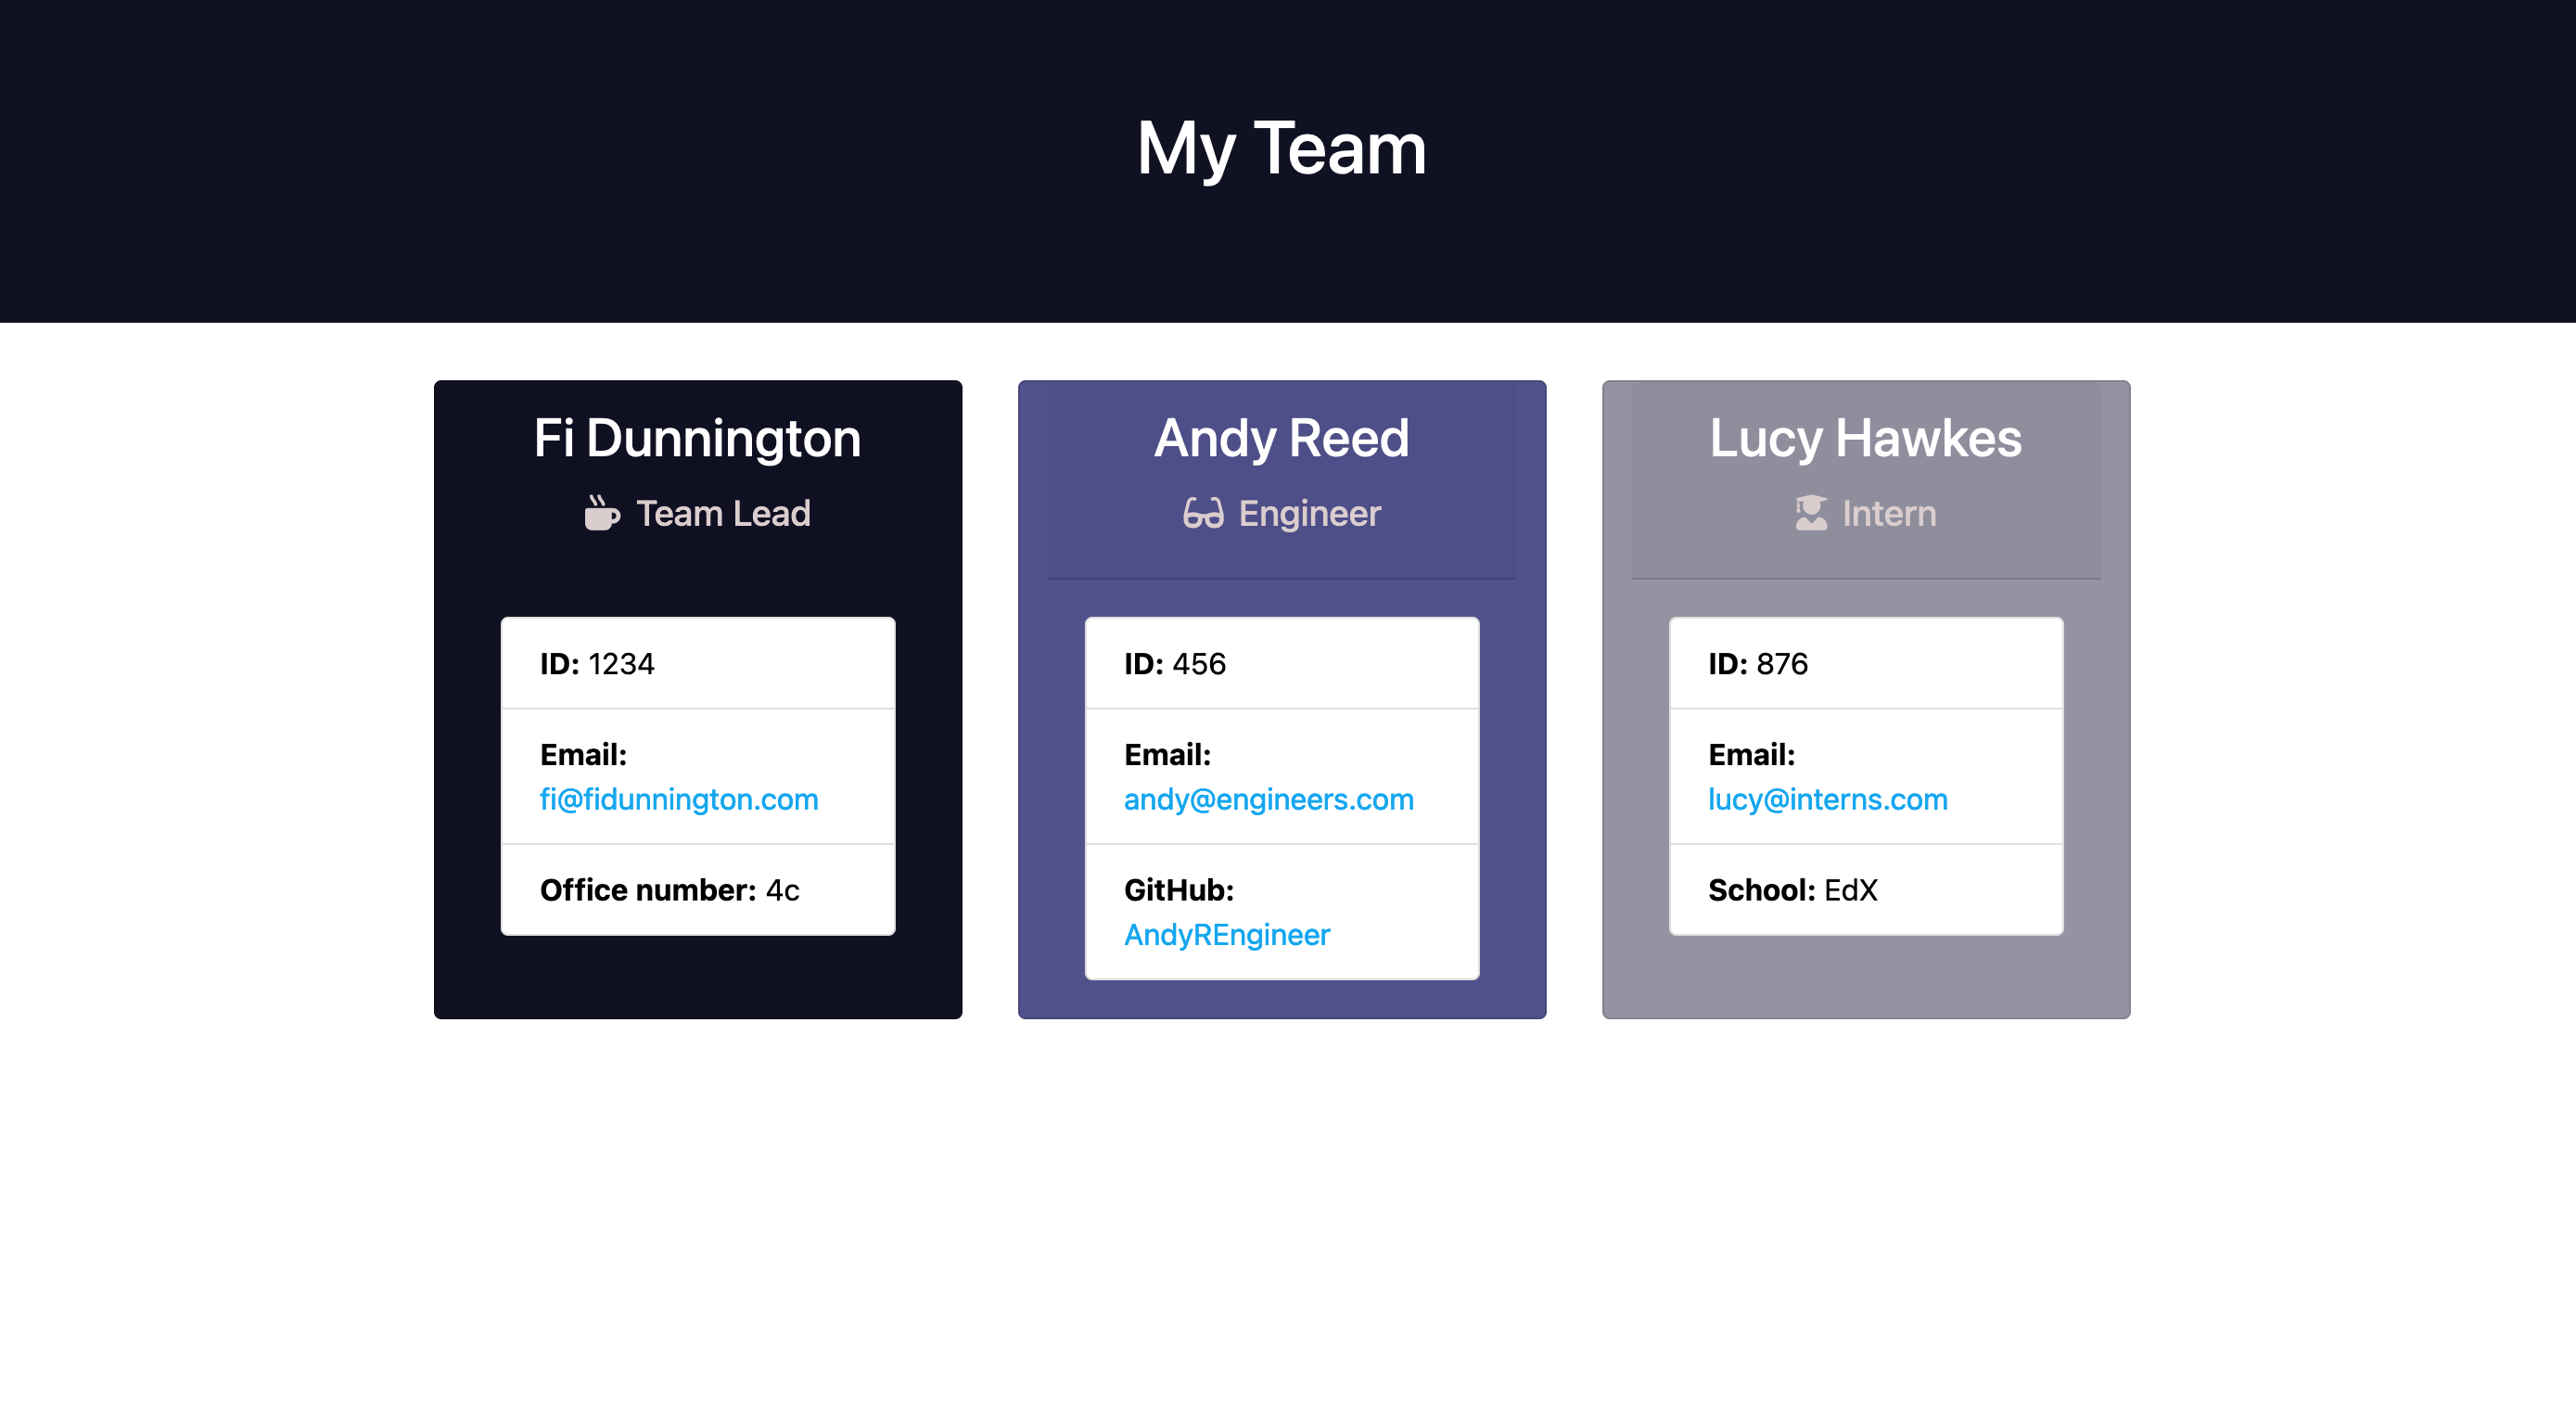 My Team
Fi Dunnington
Team Lead
ID: 1234
Email:
fi@fidunnington.com
Office number: 4c
Andy Reed
Engineer
ID: 456
Email:
andy@engineers.com
GitHub:
AndyREngineer
Lucy Hawkes
Intern
ID: 876
Email:
lucy@interns.com
School: EdX